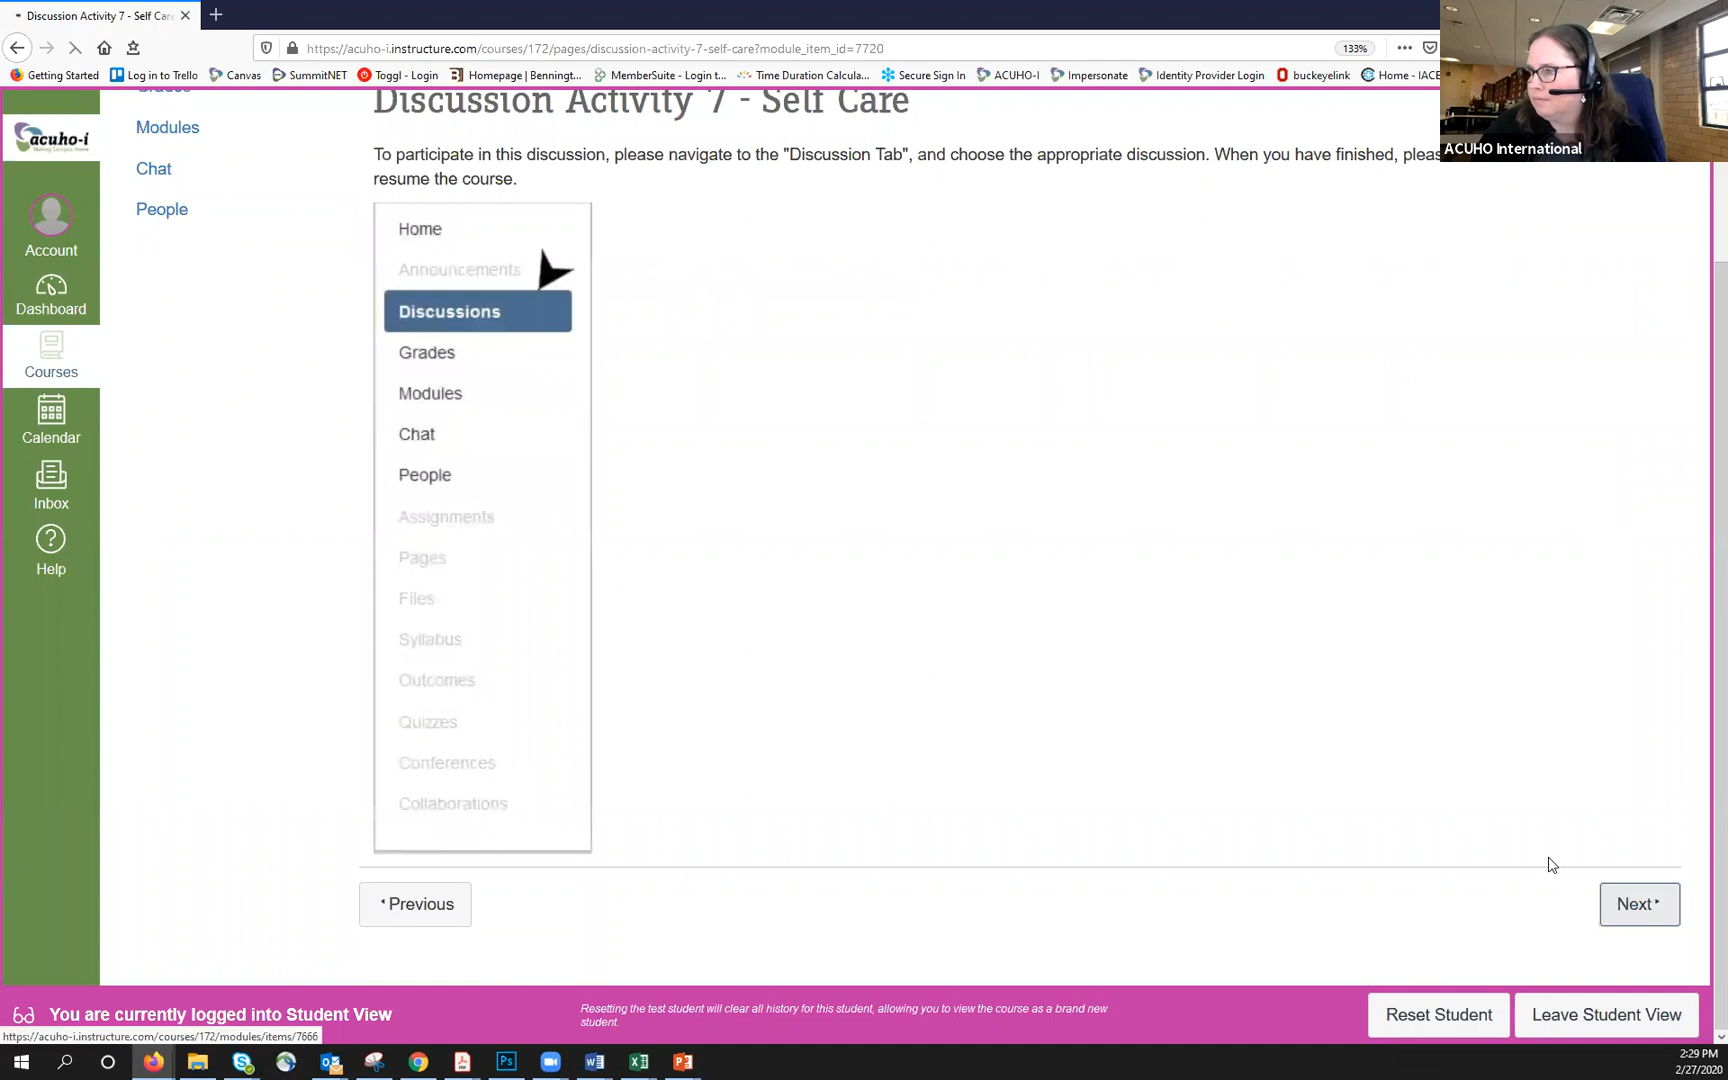 Discussion Activity 7 - Self Care
https://acuho-i.instructure.com/courses/172/pages/discussion-activity-7-self-care?module_item_id=7720
133%
Getting Started
Log in to Trello
Canvas
SummitNET
Toggl - Login
Homepage | Benningt...
MemberSuite - Login t...
Time Duration Calcula...
Secure Sign In
ACUHO-I
Impersonate
Identity Provider Login
buckeyelink
Home - IACE
ACUHO International
acuho-i
Account
Dashboard
Courses
Calendar
Inbox
Help
Grades
Modules
Chat
People
Discussion Activity 7 - Self Care
To participate in this discussion, please navigate to the "Discussion Tab", and choose the appropriate discussion. When you have finished, pleas
resume the course.
Home
Announcements
Discussions
Grades
Modules
Chat
People
Assignments
Pages
Files
Syllabus
Outcomes
Quizzes
Conferences
Collaborations
Previous
Next
You are currently logged into Student View
Resetting the test student will clear all history for this student, allowing you to view the course as a brand new
student.
Reset Student
Leave Student View
https://acuho-i.instructure.com/courses/172/modules/items/7666
2:29 PM
2/27/2020